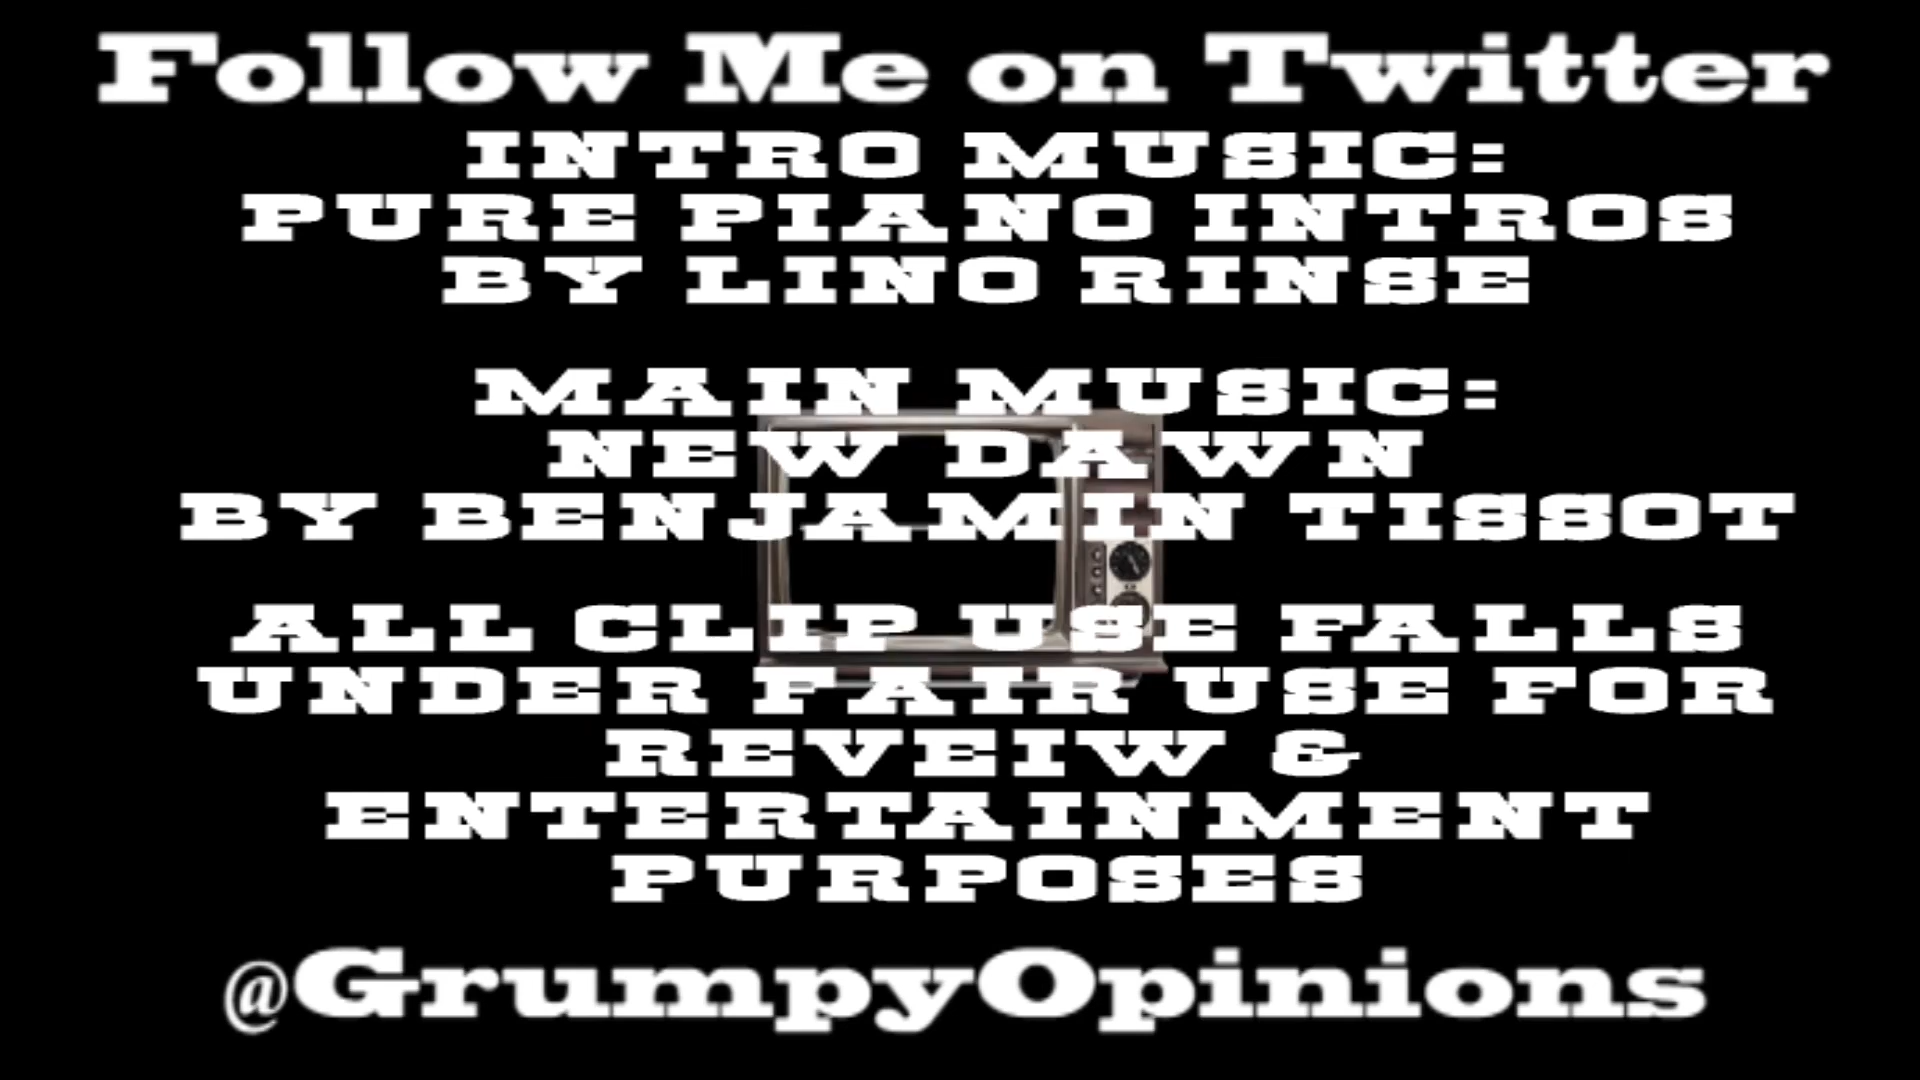 Follow Me on Twitter
INTRO MUSIC:
PURE PIANO INTROS
BY LINO RINSE
MAIN MUSIC:
NEW DAWN
BY BENJAMIN TISSOT
ALL CLIP USE FALLS
UNDER FAIR USE FOR
REVEIW &
ENTERTAINMENT
PURPOSES
@GrumpyOpinions